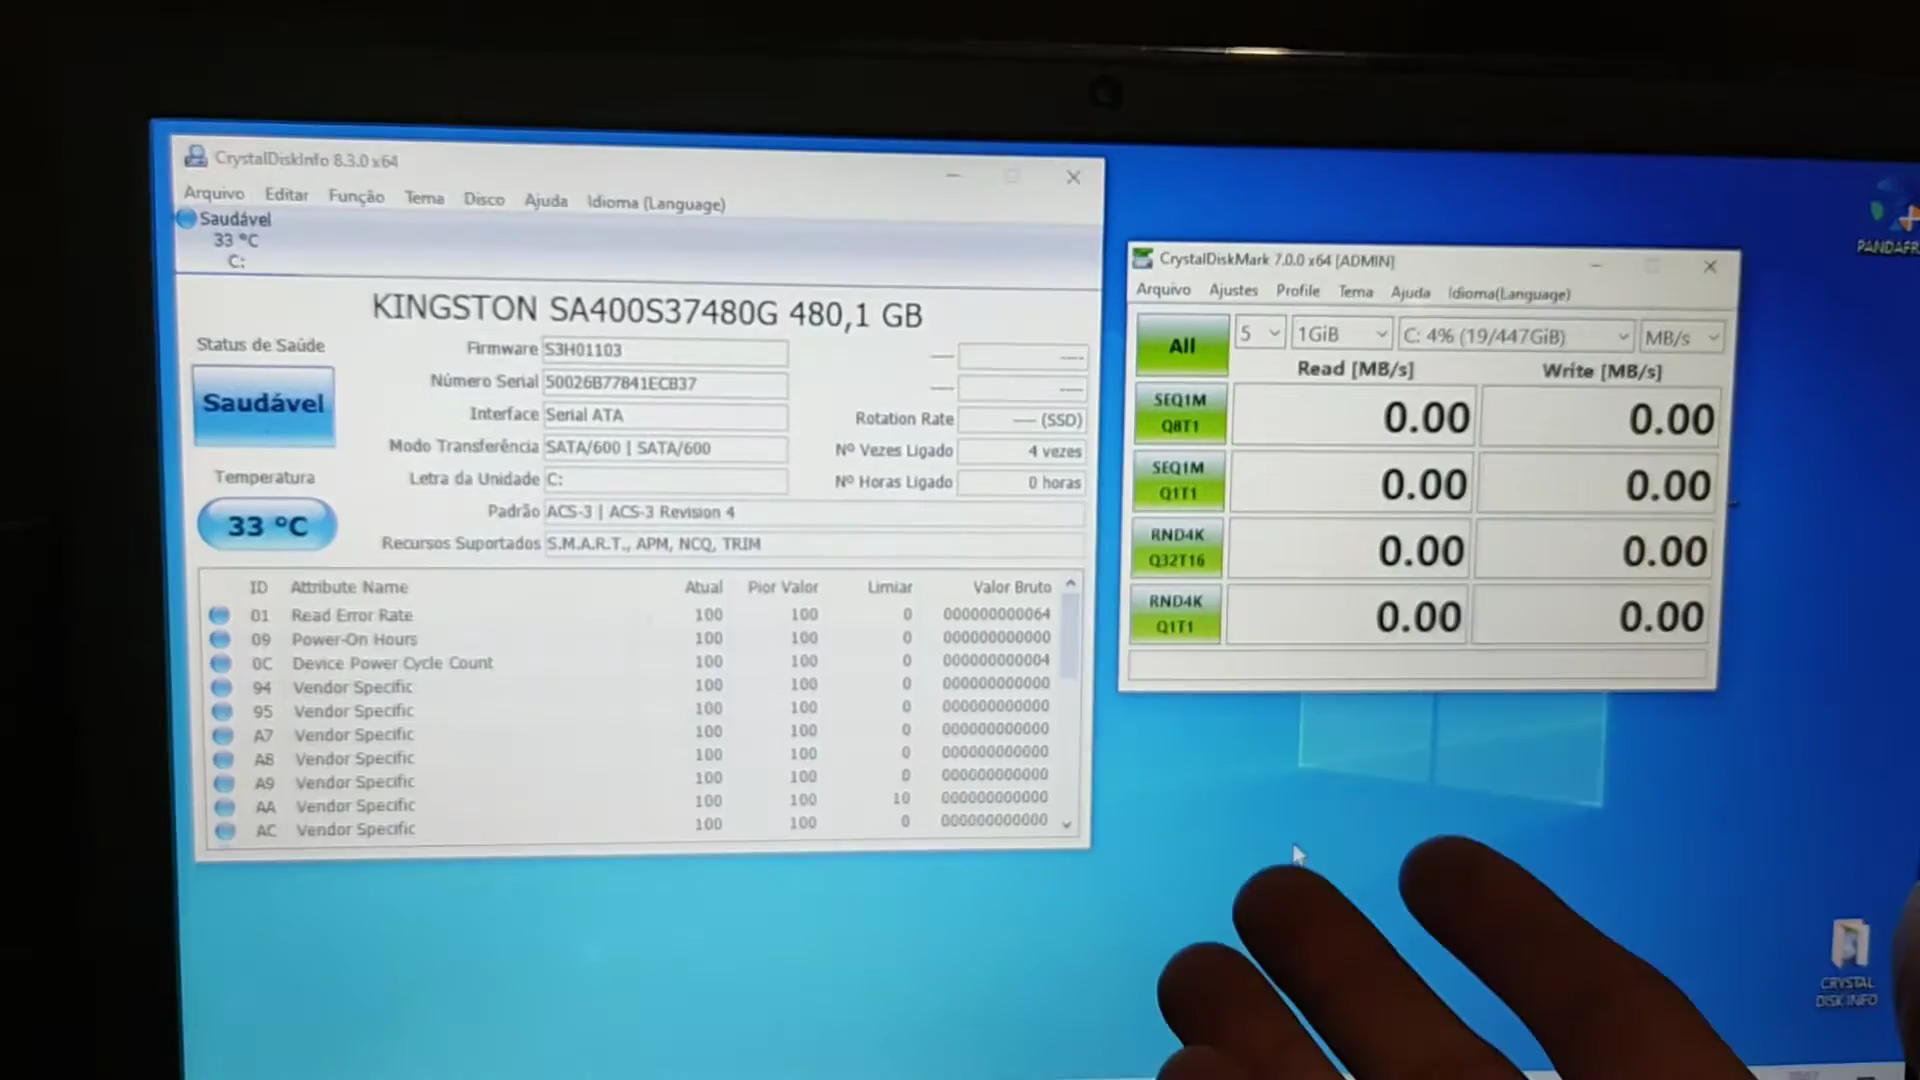 CrystalDiskInfo 8.3.0 x64
Arquivo Editar Função Tema Disco Ajuda Idioma (Language)
Saudável
33 °C
C:
KINGSTON SA400S37480G 480,1 GB
Status de Saúde
Saudável
Temperatura
33 °C
Firmware S3H01103
Número Serial 50026B77841ECB37
Interface Serial ATA
Modo Transferência SATA/600 | SATA/600
Letra da Unidade C:
Padrão ACS-3 | ACS-3 Revision 4
Recursos Suportados S.M.A.R.T., APM, NCQ, TRIM
---- ----
---- ----
Rotation Rate ---- (SSD)
Nº Vezes Ligado 4 vezes
Nº Horas Ligado 0 horas
ID Attribute Name Atual Pior Valor Limiar Valor Bruto
01 Read Error Rate 100 100 0 000000000064
09 Power-On Hours 100 100 0 000000000000
0C Device Power Cycle Count 100 100 0 000000000004
94 Vendor Specific 100 100 0 000000000000
95 Vendor Specific 100 100 0 000000000000
A7 Vendor Specific 100 100 0 000000000000
A8 Vendor Specific 100 100 0 000000000000
A9 Vendor Specific 100 100 0 000000000000
AA Vendor Specific 100 100 10 000000000000
AC Vendor Specific 100 100 0 000000000000
CrystalDiskMark 7.0.0 x64 [ADMIN]
Arquivo Ajustes Profile Tema Ajuda Idioma(Language)
All 5 1GiB C: 4% (19/447GiB) MB/s
Read [MB/s] Write [MB/s]
SEQ1M
Q8T1 0.00 0.00
SEQ1M
Q1T1 0.00 0.00
RND4K
Q32T16 0.00 0.00
RND4K
Q1T1 0.00 0.00
PANDAFR
CRYSTAL
DISK INFO